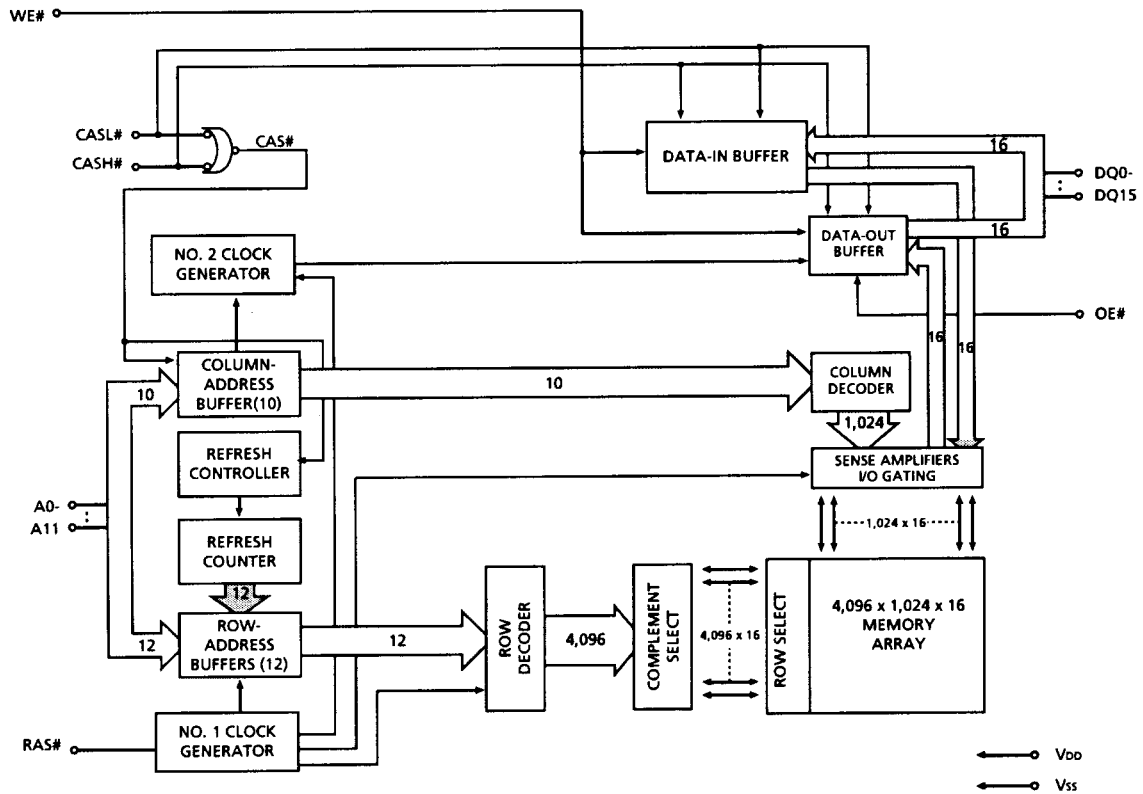 WE#
CASL#
CASH#
CAS#
DATA-IN BUFFER
16
DQ0-
DQ15
NO. 2 CLOCK
GENERATOR
DATA-OUT
BUFFER
16
OE#
16
16
COLUMN-
ADDRESS
BUFFER(10)
10
10
COLUMN
DECODER
1,024
REFRESH
CONTROLLER
SENSE AMPLIFIERS
I/O GATING
A0-
A11
REFRESH
COUNTER
1,024 x 16
12
ROW-
ADDRESS
BUFFERS (12)
12
12
ROW
DECODER
4,096
COMPLEMENT
SELECT
4,096 x 16
ROW SELECT
4,096 x 1,024 x 16
MEMORY
ARRAY
RAS#
NO. 1 CLOCK
GENERATOR
VDD
VSS